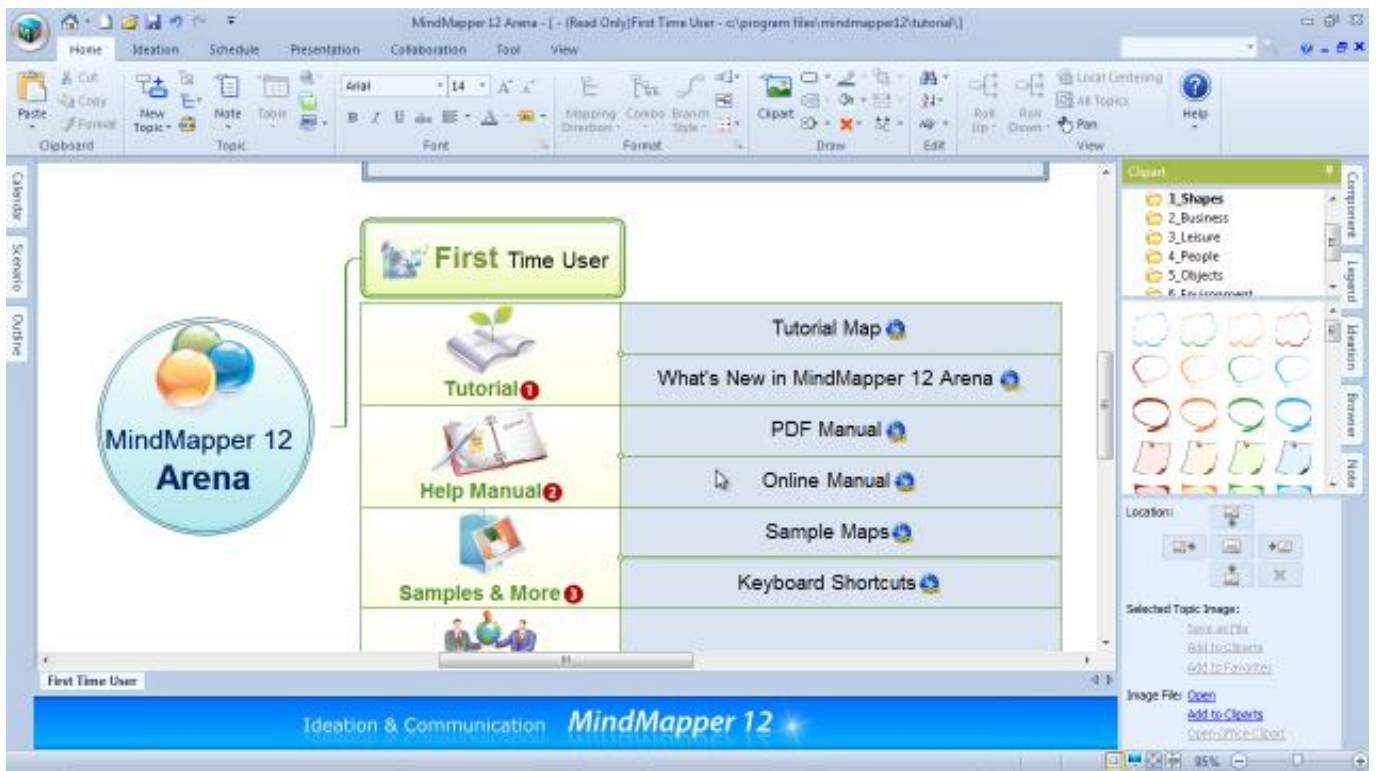 MindMapper 12 Arena - [ - (Read Only)First Time User - c:\program files\mindmapper12\tutorial\]
Home Ideation Schedule Presentation Collaboration Tool View
Paste
Cut
Copy
Format
Clipboard
New Topic
Note
Table
Topic
Arial 14
B I U abc
Font
Mapping Direction
Combo
Branch Style
Format
Clipart
Draw
Edit
Roll Up
Roll Down
Local Centering
All Topics
Pan
View
Help
Calendar
Scenario
Outline
MindMapper 12
Arena
First Time User
Tutorial 1
Tutorial Map
What's New in MindMapper 12 Arena
Help Manual 2
PDF Manual
Online Manual
Samples & More 3
Sample Maps
Keyboard Shortcuts
First Time User
Ideation & Communication MindMapper 12
Clipart
1_Shapes
2_Business
3_Leisure
4_People
5_Objects
6_Environment
Component
Legend
Ideation
Browser
Note
Location:
Selected Topic Image:
Save as File
Add to Cliparts
Add to Favorites
Image File: Open
Add to Cliparts
Open Office Clipart
95%